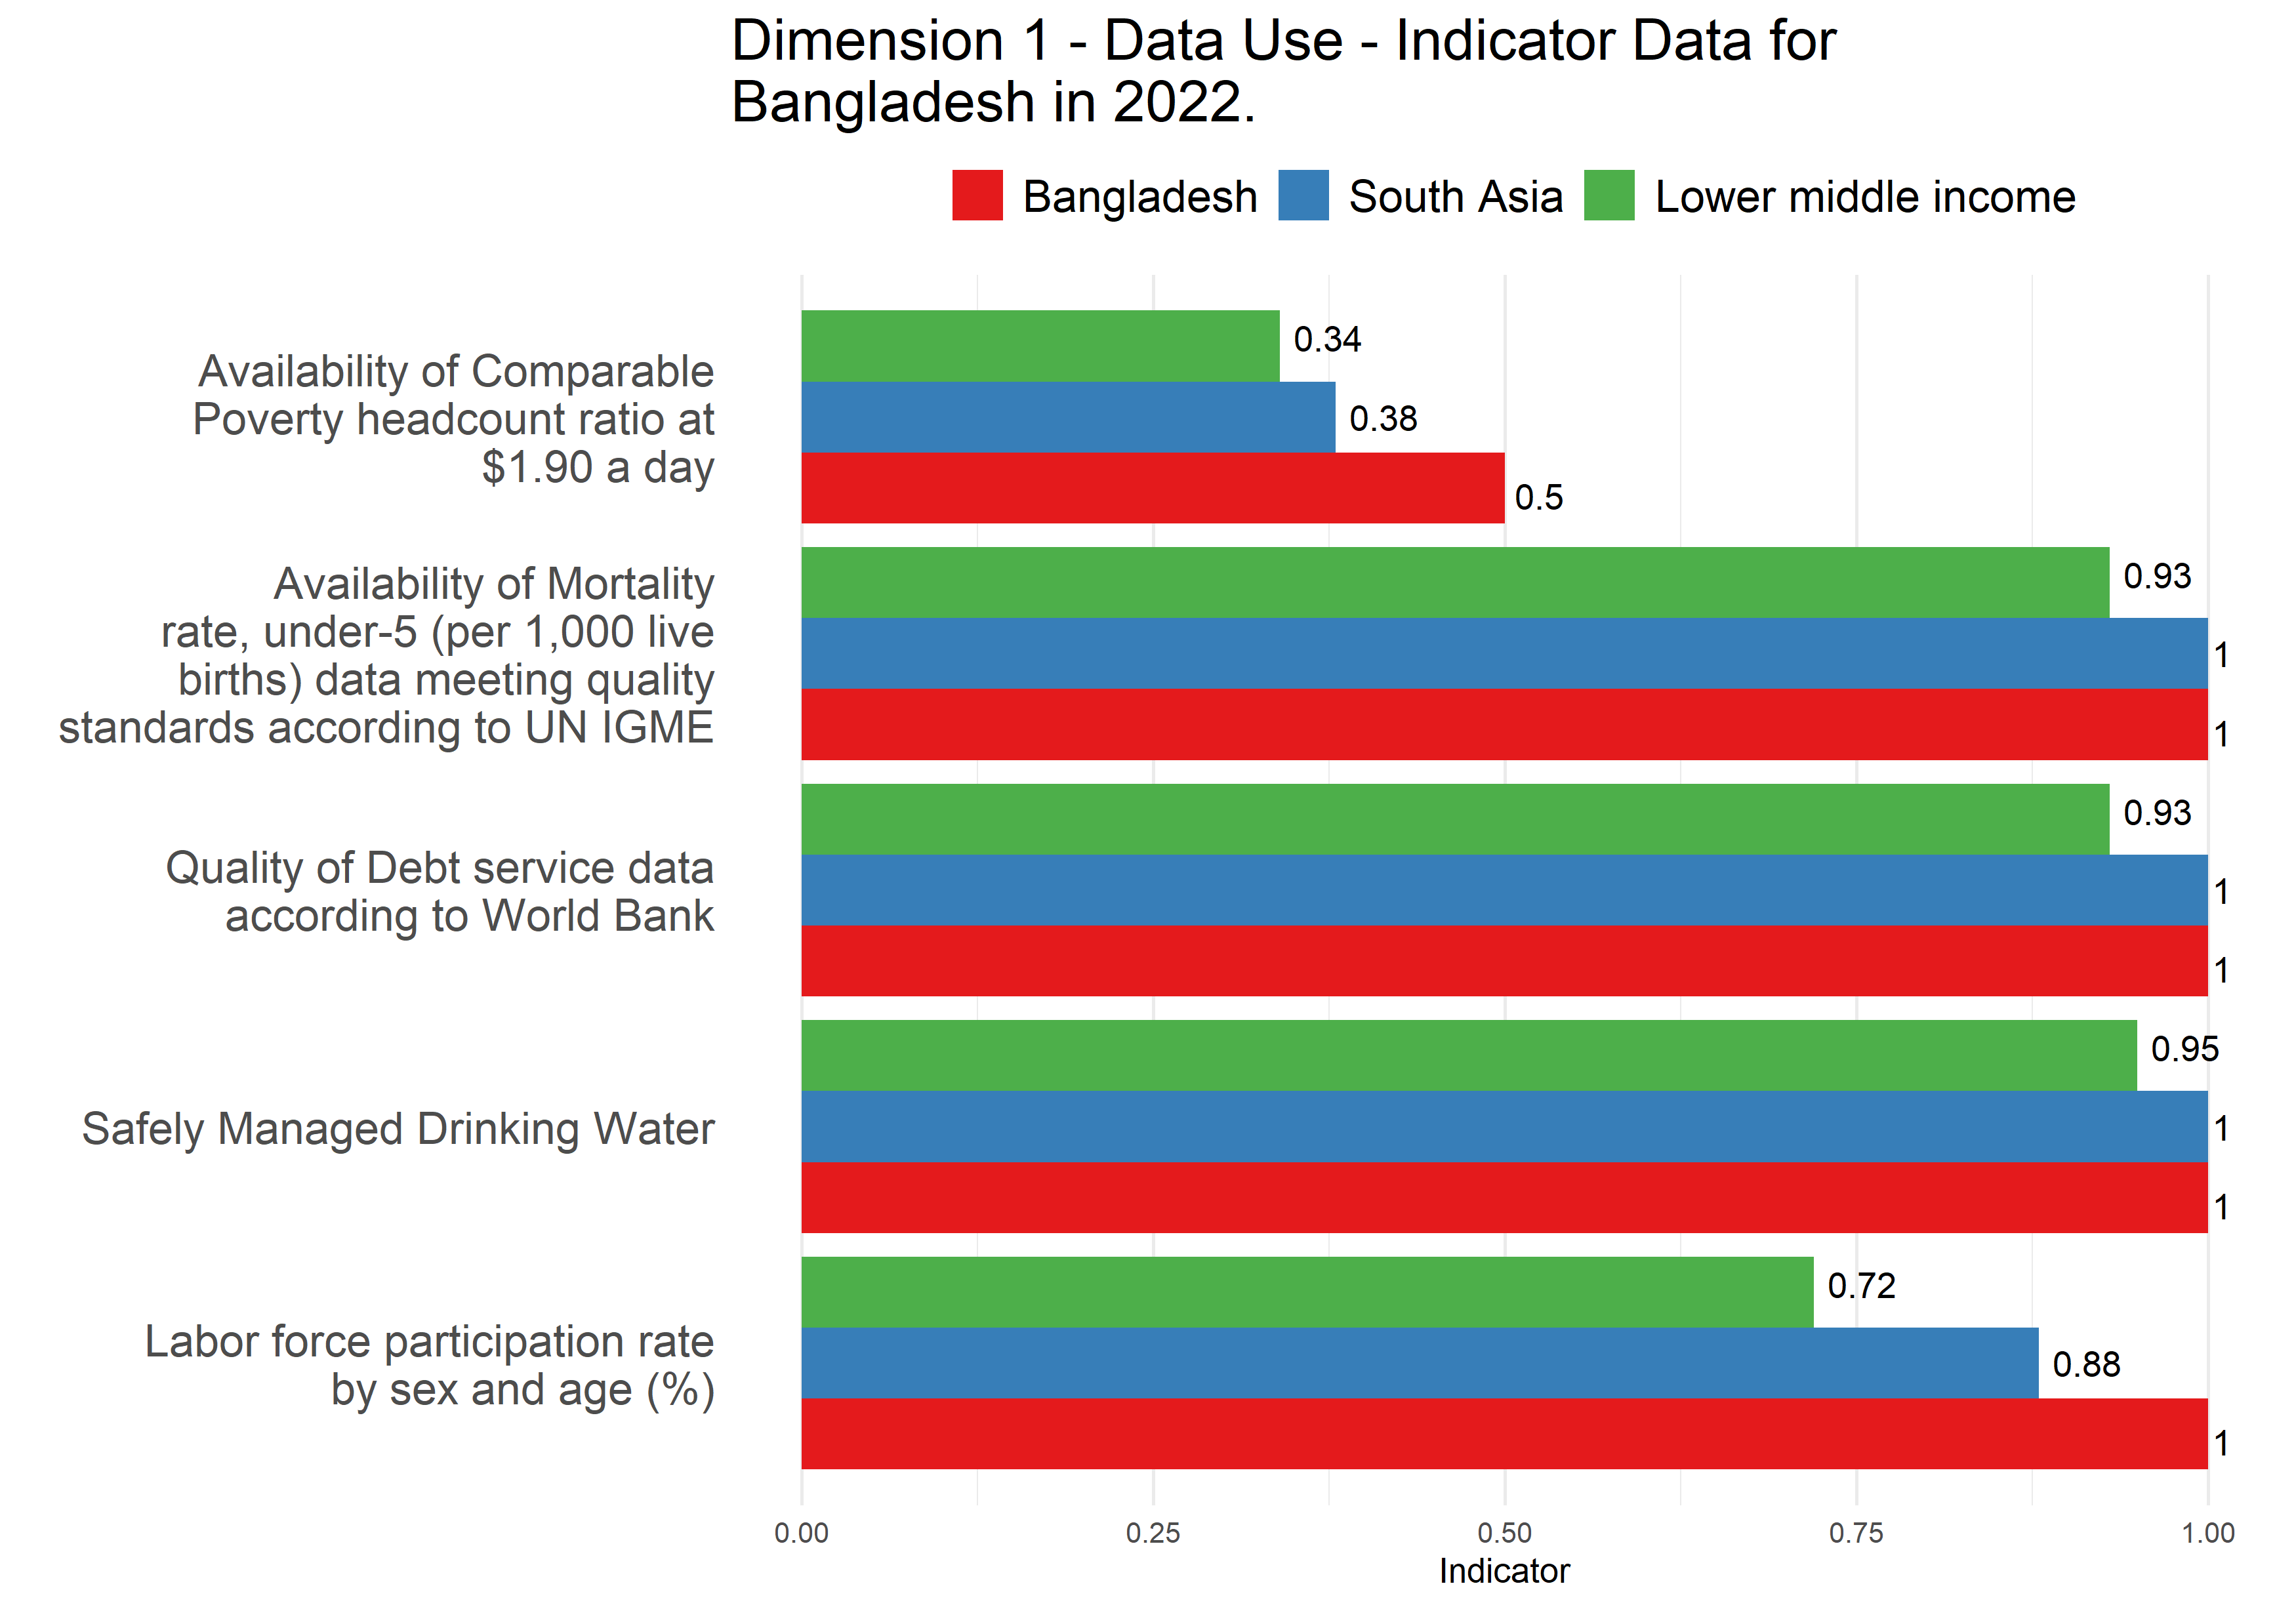 Dimension 1 - Data Use - Indicator Data for
Bangladesh in 2022.
Bangladesh
South Asia
Lower middle income
Availability of Comparable
Poverty headcount ratio at
$1.90 a day
0.34
0.38
0.5
Availability of Mortality
rate, under-5 (per 1,000 live
births) data meeting quality
standards according to UN IGME
0.93
1
1
Quality of Debt service data
according to World Bank
0.93
1
1
Safely Managed Drinking Water
0.95
1
1
Labor force participation rate
by sex and age (%)
0.72
0.88
1
0.00
0.25
0.50
0.75
1.00
Indicator